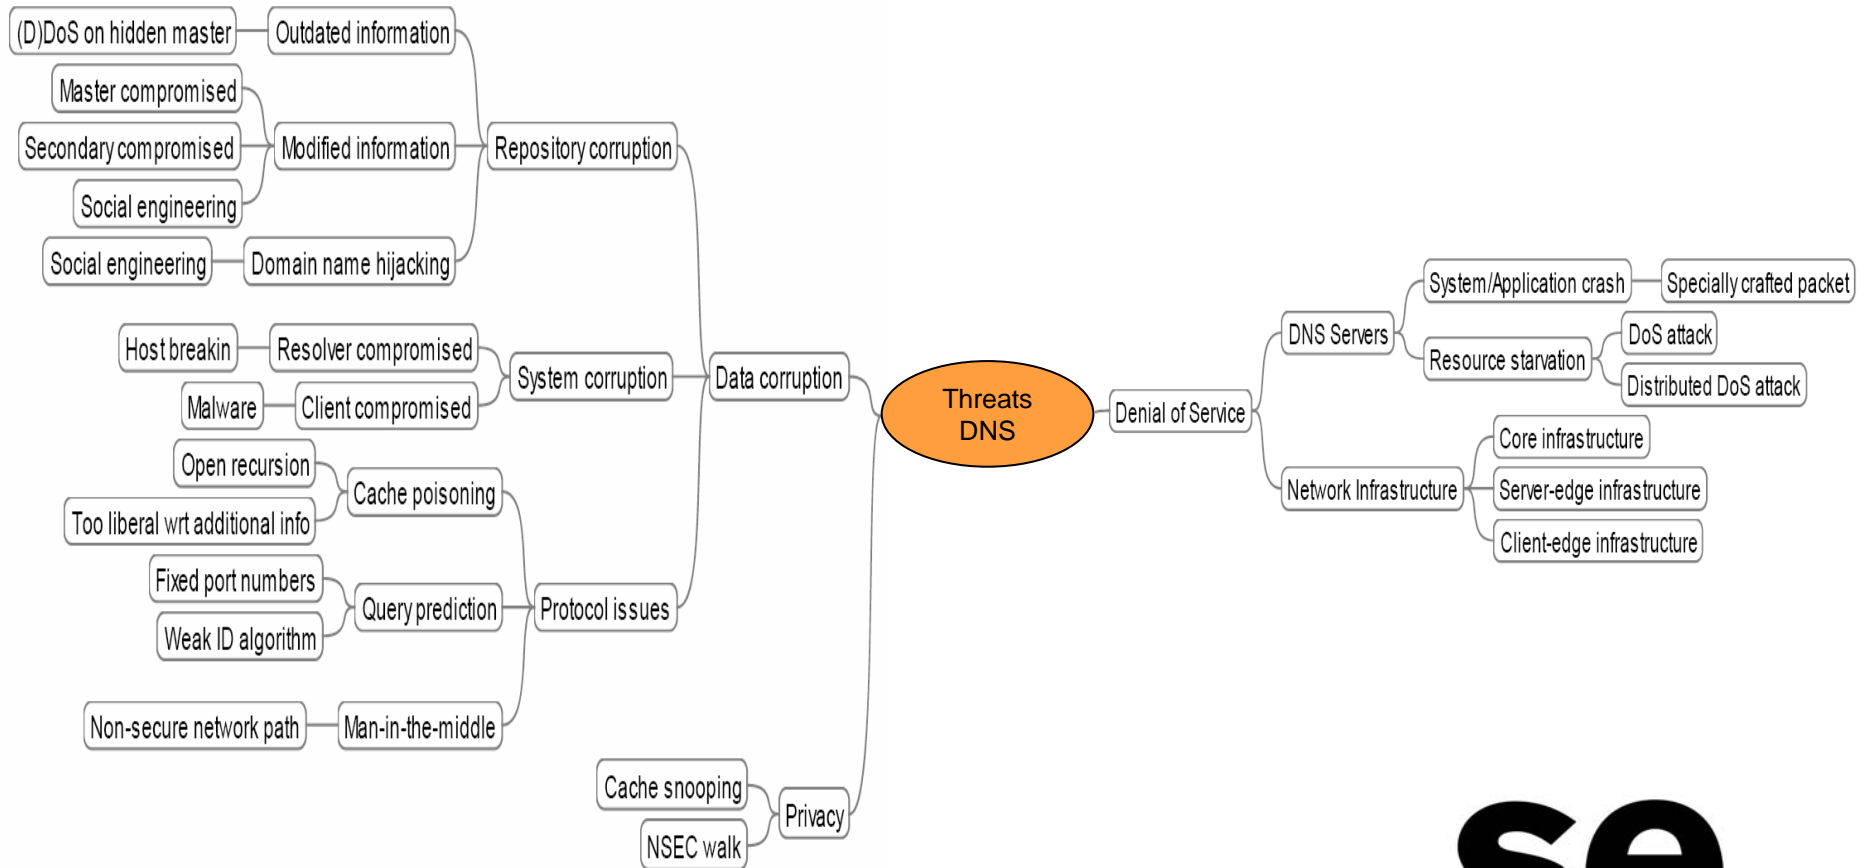 (D)DoS on hidden master
Outdated information
Master compromised
Secondary compromised
Modified information
Repository corruption
Social engineering
Social engineering
Domain name hijacking
Host breakin
Resolver compromised
System corruption
Data corruption
Malware
Client compromised
Open recursion
Cache poisoning
Too liberal wrt additional info
Fixed port numbers
Query prediction
Protocol issues
Weak ID algorithm
Non-secure network path
Man-in-the-middle
Cache snooping
Privacy
NSEC walk
Threats
DNS
Denial of Service
DNS Servers
System/Application crash
Specially crafted packet
Resource starvation
DoS attack
Distributed DoS attack
Network Infrastructure
Core infrastructure
Server-edge infrastructure
Client-edge infrastructure
se